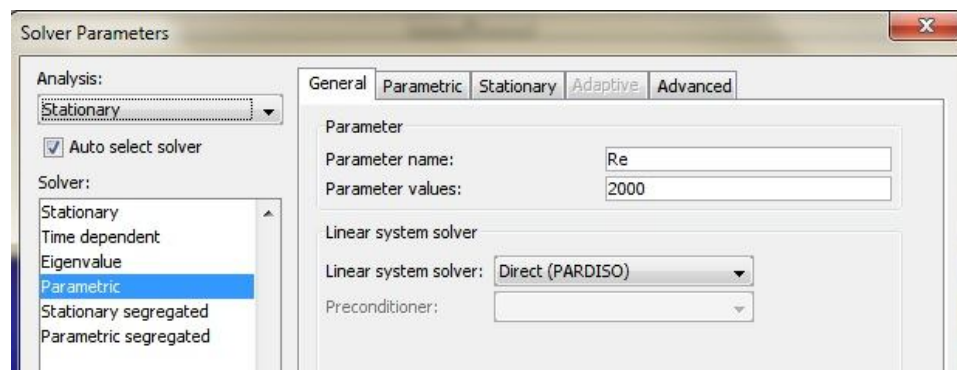 Solver Parameters
Analysis:
Stationary
Auto select solver
Solver:
Stationary
Time dependent
Eigenvalue
Parametric
Stationary segregated
Parametric segregated
General Parametric Stationary Adaptive Advanced
Parameter
Parameter name: Re
Parameter values: 2000
Linear system solver
Linear system solver: Direct (PARDISO)
Preconditioner: